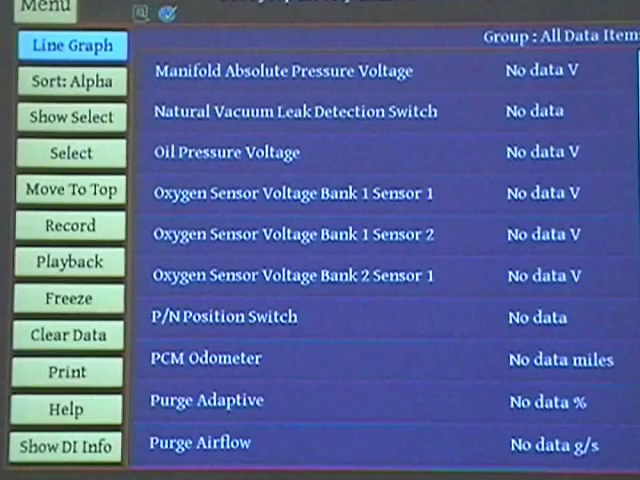 Menu
Group : All Data Item
Line Graph
Sort: Alpha
Show Select
Select
Move To Top
Record
Playback
Freeze
Clear Data
Print
Help
Show DI Info
Manifold Absolute Pressure Voltage No data V
Natural Vacuum Leak Detection Switch No data
Oil Pressure Voltage No data V
Oxygen Sensor Voltage Bank 1 Sensor 1 No data V
Oxygen Sensor Voltage Bank 1 Sensor 2 No data V
Oxygen Sensor Voltage Bank 2 Sensor 1 No data V
P/N Position Switch No data
PCM Odometer No data miles
Purge Adaptive No data %
Purge Airflow No data g/s